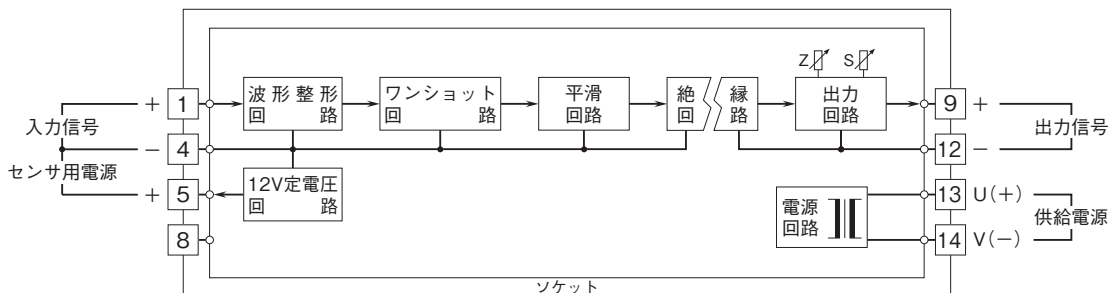 Z S
波形整形
回路
ワンショット
回路
平滑
回路
絶縁
回路
出力
回路
入力信号
+ 1
− 4
センサ用電源
+ 5
8
12V定電圧
回路
電源
回路
9 +
12 −
出力信号
13 U(+)
14 V(−)
供給電源
ソケット